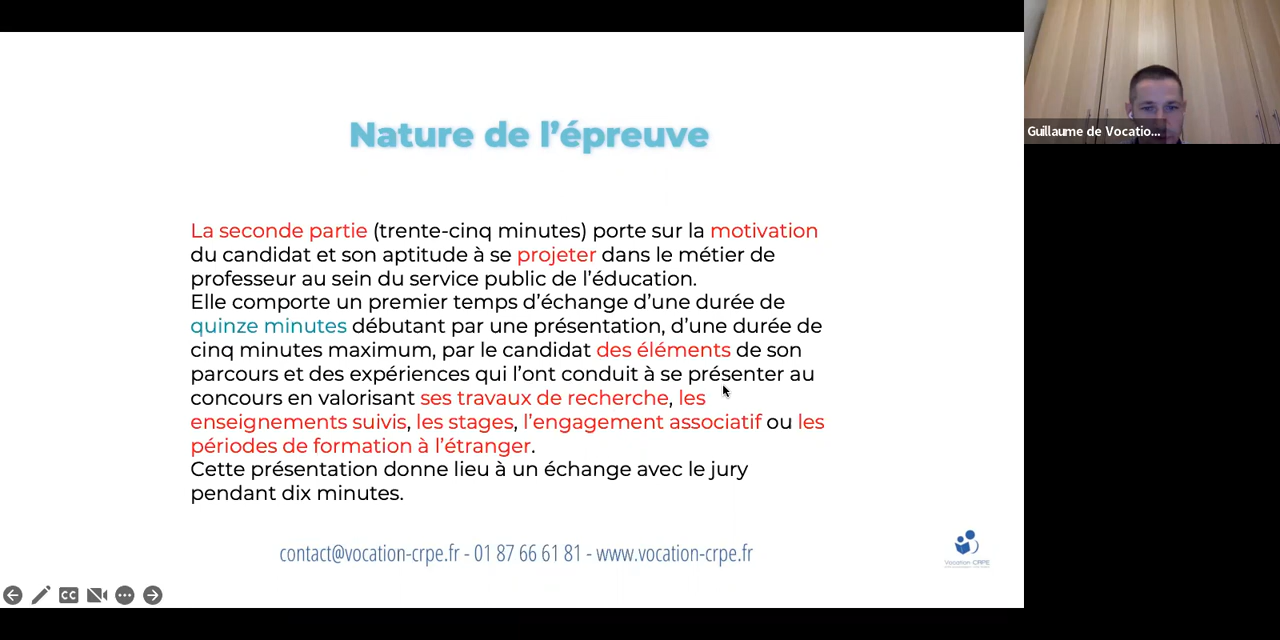 Nature de l'épreuve
La seconde partie (trente-cinq minutes) porte sur la motivation
du candidat et son aptitude à se projeter dans le métier de
professeur au sein du service public de l'éducation.
Elle comporte un premier temps d'échange d'une durée de
quinze minutes débutant par une présentation, d'une durée de
cinq minutes maximum, par le candidat des éléments de son
parcours et des expériences qui l'ont conduit à se présenter au
concours en valorisant ses travaux de recherche, les
enseignements suivis, les stages, l'engagement associatif ou les
périodes de formation à l'étranger.
Cette présentation donne lieu à un échange avec le jury
pendant dix minutes.
contact@vocation-crpe.fr - 01 87 66 61 81 - www.vocation-crpe.fr
Vocation CRPE
CC
Guillaume de Vocatio...